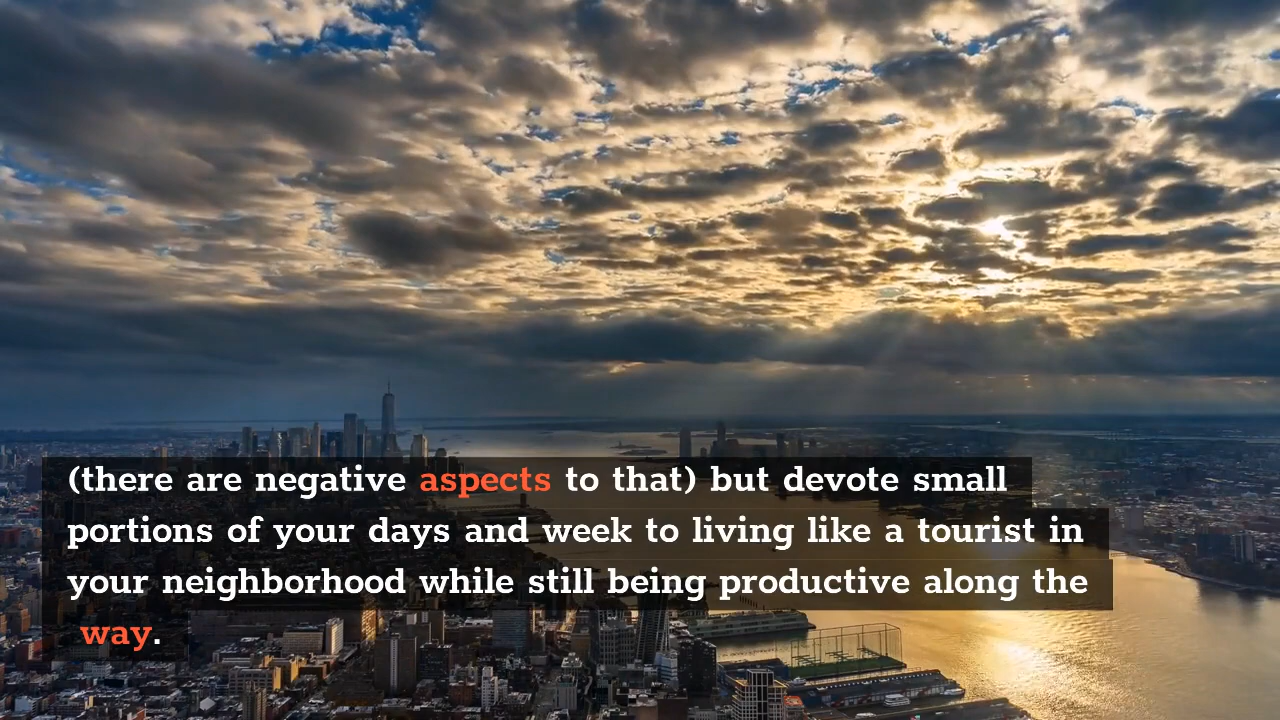 (there are negative aspects to that) but devote small
portions of your days and week to living like a tourist in
your neighborhood while still being productive along the
way.